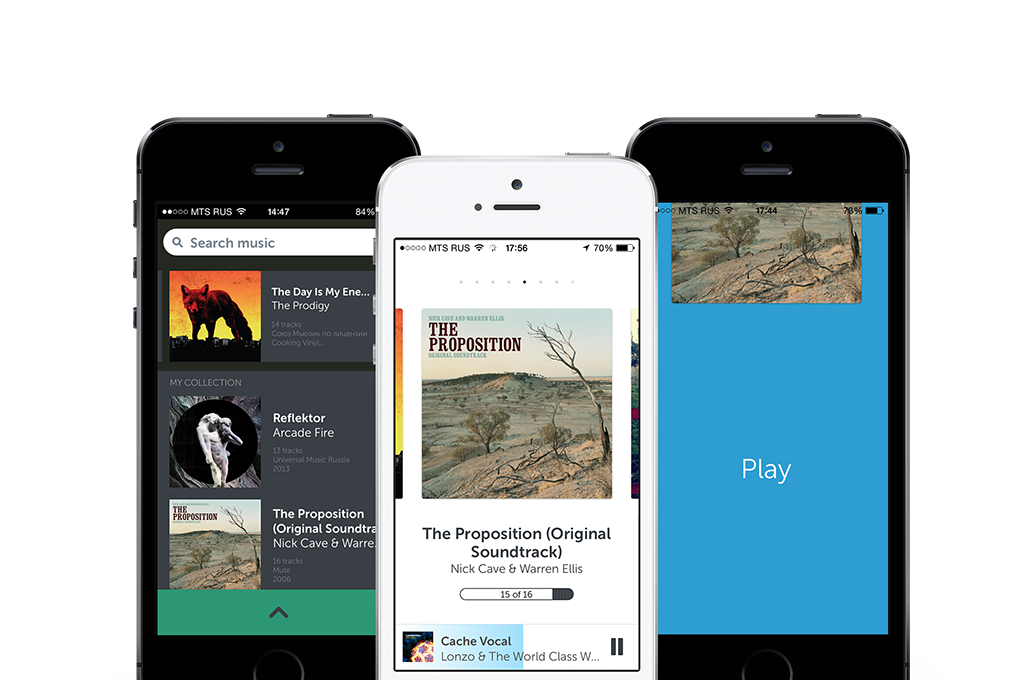 MTS RUS 14:47 84%
Search music
The Day Is My Ene...
The Prodigy
14 tracks
Союз Мьюзик по лицензии
Cooking Vinyl...
MY COLLECTION
Reflektor
Arcade Fire
13 tracks
Universal Music Russia
2013
THE
PROPOSITION
The Proposition
(Original Soundtra
Nick Cave & Warre.
16 tracks
Mute
2006
MTS RUS 17:56 70%
NICK CAVE AND WARREN ELLIS
THE
PROPOSITION
ORIGINAL SOUNDTRACK
The Proposition (Original
Soundtrack)
Nick Cave & Warren Ellis
15 of 16
Cache Vocal
Lonzo & The World Class W...
MTS RUS 17:44
Play